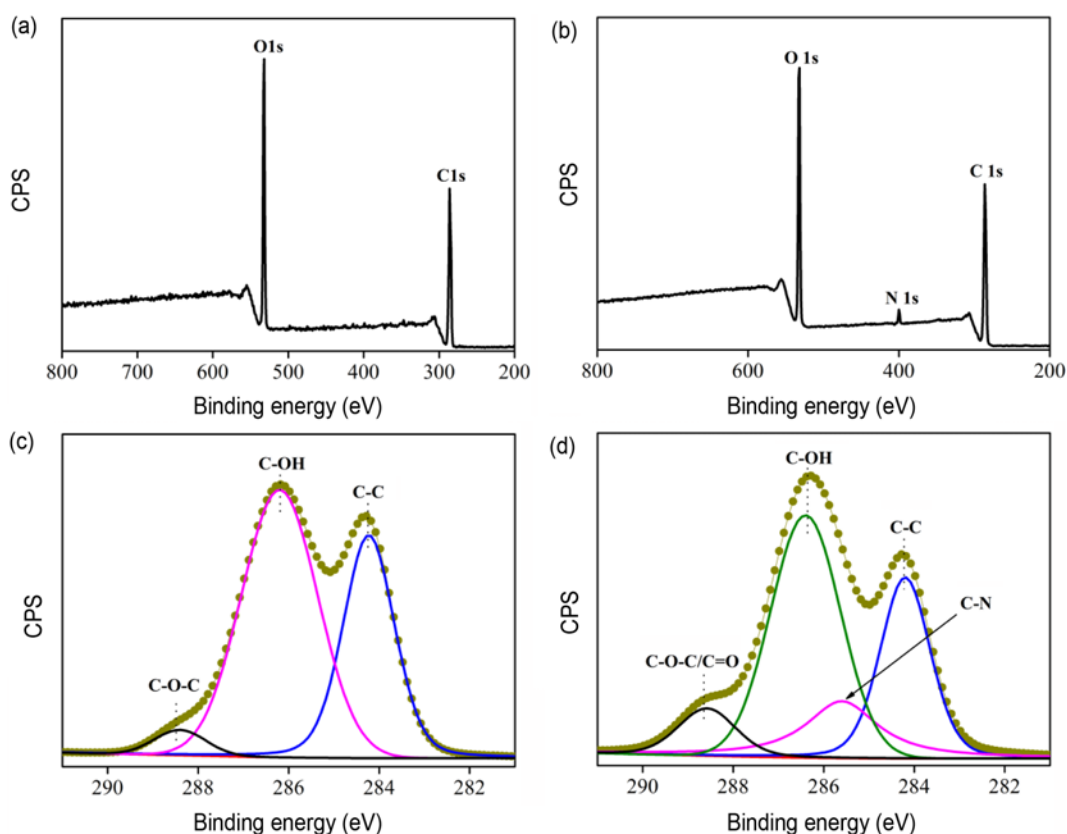 (a)
O1s
C1s
CPS
800 700 600 500 400 300 200
Binding energy (eV)
(b)
O 1s
C 1s
N 1s
CPS
800 600 400 200
Binding energy (eV)
(c)
C-OH
C-C
C-O-C
CPS
290 288 286 284 282
Binding energy (eV)
(d)
C-OH
C-C
C-N
C-O-C/C=O
CPS
290 288 286 284 282
Binding energy (eV)